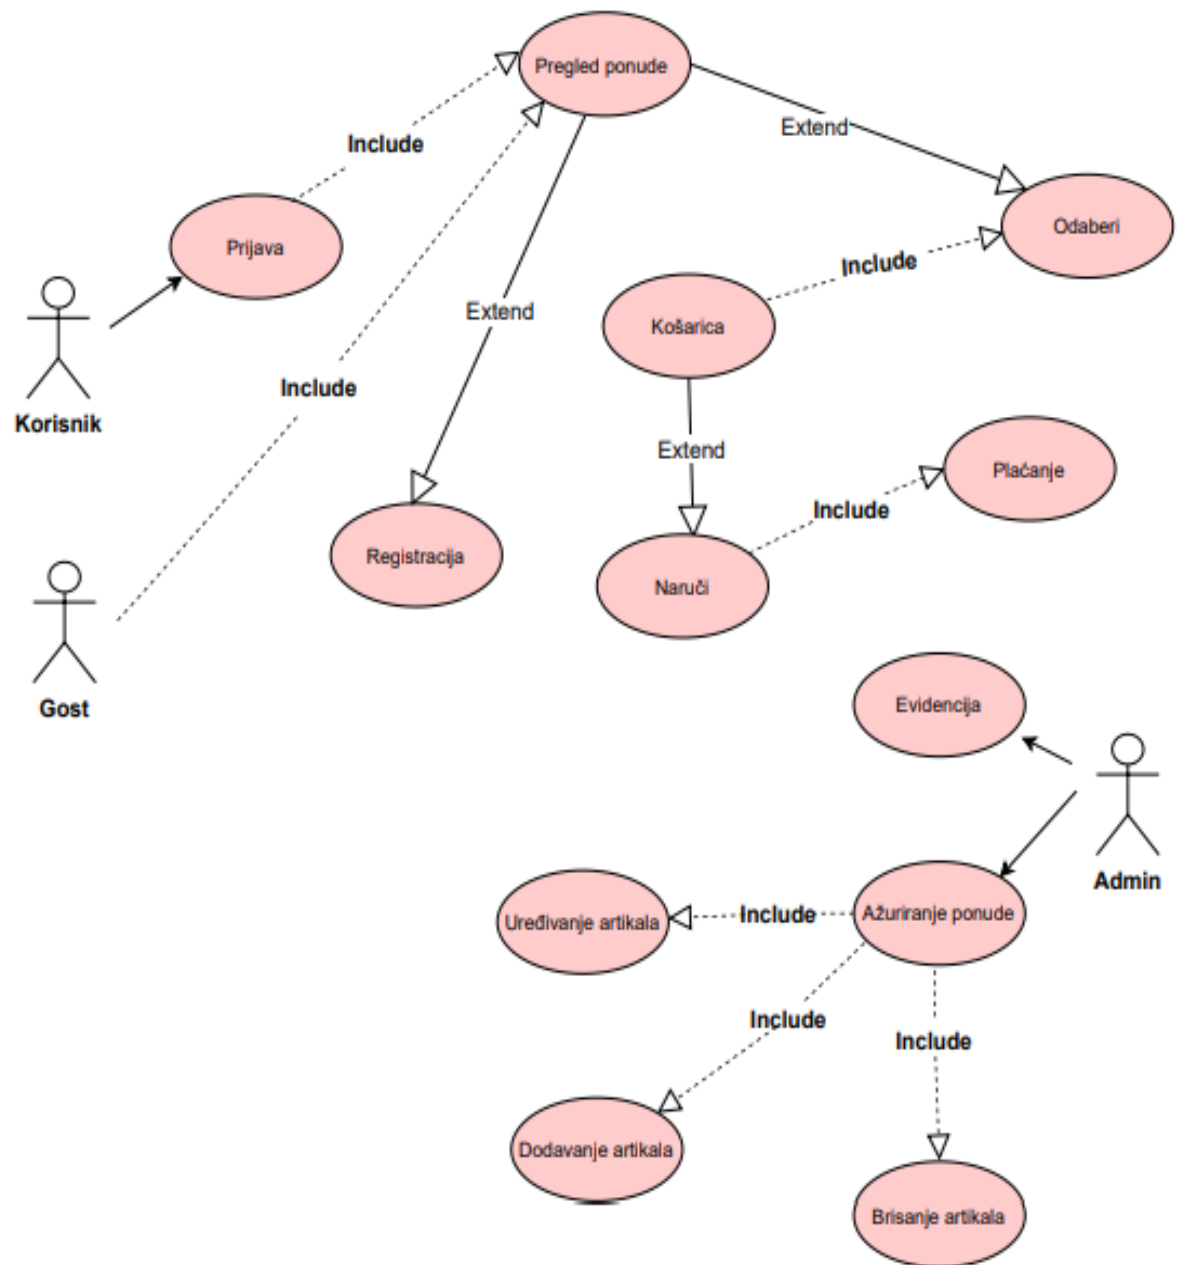 Pregled ponude
Extend
Include
Prijava
Odaberi
Include
Košarica
Extend
Include
Korisnik
Extend
Plaćanje
Include
Registracija
Naruči
Gost
Evidencija
Admin
Uređivanje artikala
Include
Ažuriranje ponude
Include
Include
Dodavanje artikala
Brisanje artikala